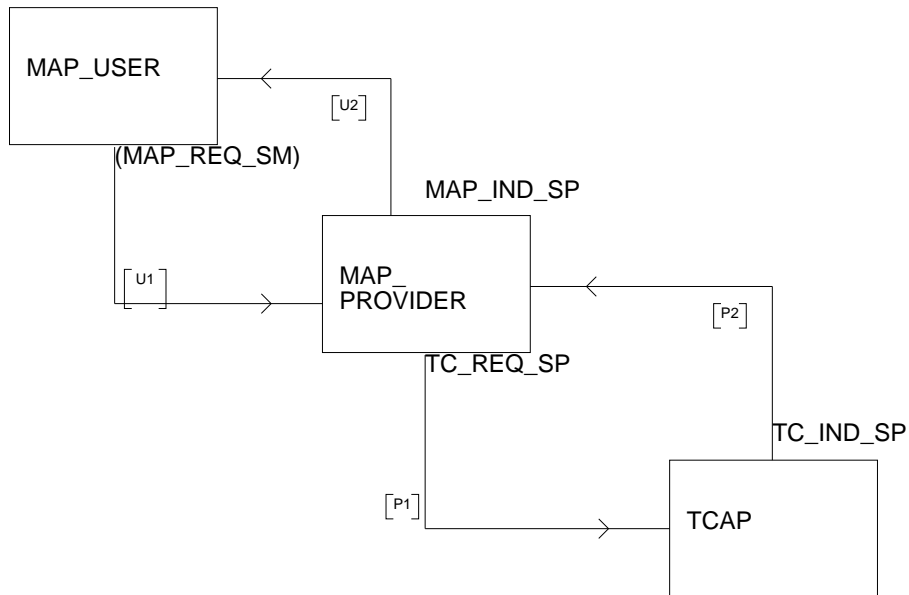 MAP_USER
[U2]
(MAP_REQ_SM)
MAP_IND_SP
[U1]
MAP_
PROVIDER
[P2]
TC_REQ_SP
TC_IND_SP
[P1]
TCAP